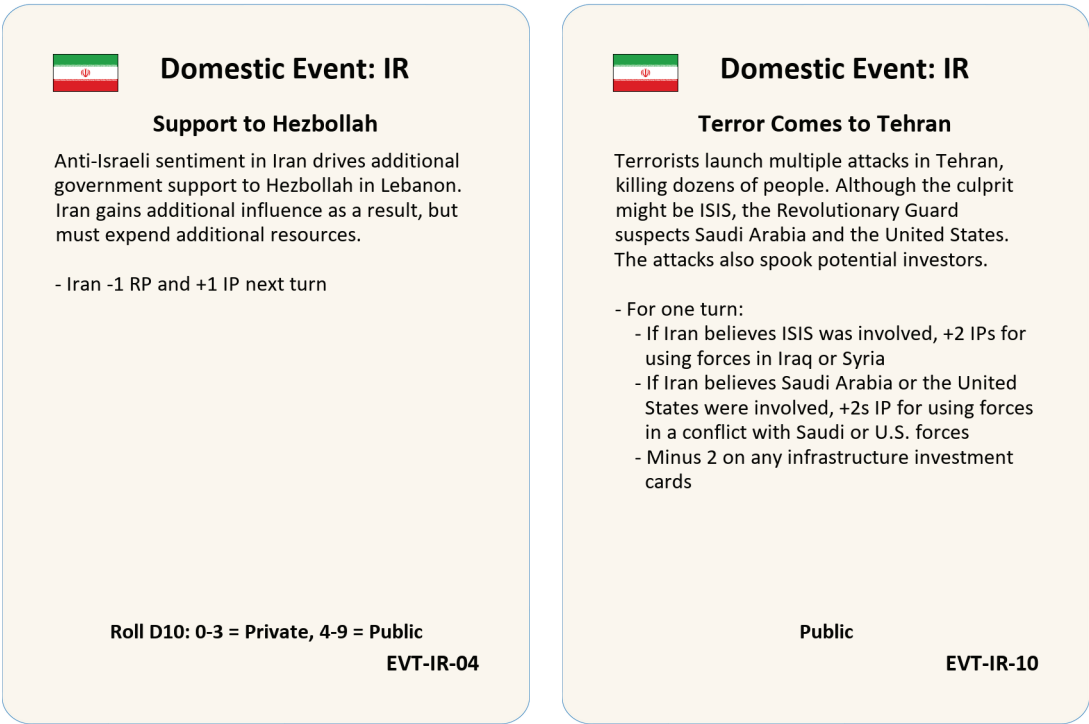 Domestic Event: IR
Support to Hezbollah
Anti-Israeli sentiment in Iran drives additional
government support to Hezbollah in Lebanon.
Iran gains additional influence as a result, but
must expend additional resources.
- Iran -1 RP and +1 IP next turn
Roll D10: 0-3 = Private, 4-9 = Public
EVT-IR-04
Domestic Event: IR
Terror Comes to Tehran
Terrorists launch multiple attacks in Tehran,
killing dozens of people. Although the culprit
might be ISIS, the Revolutionary Guard
suspects Saudi Arabia and the United States.
The attacks also spook potential investors.
- For one turn:
- If Iran believes ISIS was involved, +2 IPs for
using forces in Iraq or Syria
- If Iran believes Saudi Arabia or the United
States were involved, +2s IP for using forces
in a conflict with Saudi or U.S. forces
- Minus 2 on any infrastructure investment
cards
Public
EVT-IR-10